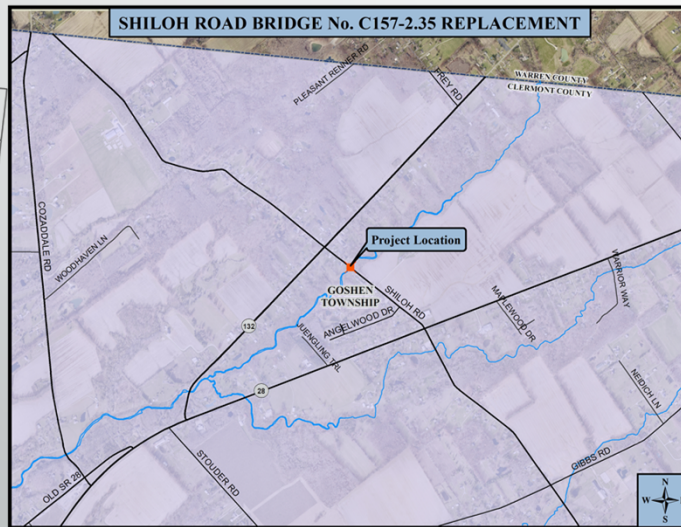 SHILOH ROAD BRIDGE No. C157-2.35 REPLACEMENT
PLEASANT RENNER RD
FREY RD
WARREN COUNTY
CLERMONT COUNTY
COZADDALE RD
WOODHAVEN LN
Project Location
GOSHEN
TOWNSHIP
SHILOH RD
ANGELWOOD DR
JUENGLING TRL
MAPLEWOOD DR
WARRIOR WAY
132
28
NEIDICH LN
GIBBS RD
STOUDER RD
OLD SR 28
N
W E
S